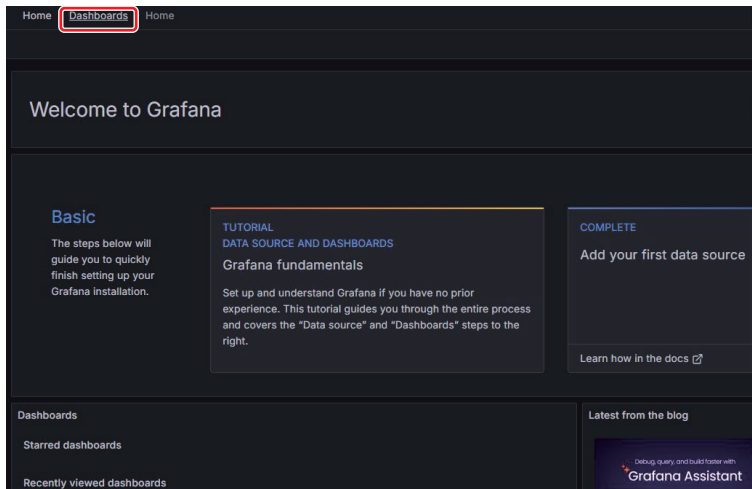 Home Dashboards Home
Welcome to Grafana
Basic
The steps below will
guide you to quickly
finish setting up your
Grafana installation.
TUTORIAL
DATA SOURCE AND DASHBOARDS
Grafana fundamentals
Set up and understand Grafana if you have no prior
experience. This tutorial guides you through the entire process
and covers the “Data source” and “Dashboards” steps to the
right.
COMPLETE
Add your first data source
Learn how in the docs
Dashboards
Starred dashboards
Recently viewed dashboards
Latest from the blog
Debug, query, and build faster with
Grafana Assistant